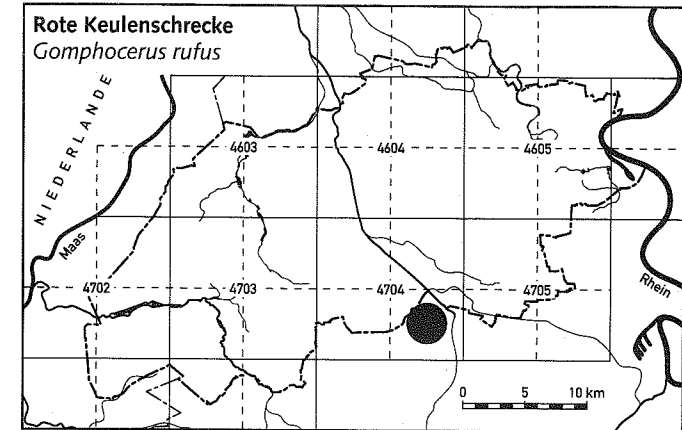 Rote Keulenschrecke
Gomphocerus rufus
NIEDERLANDE
Maas
4603
4604
4605
4702
4703
4704
4705
Rhein
0 5 10 km